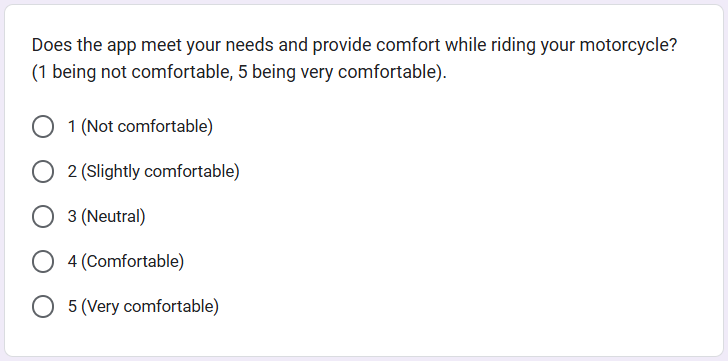 Does the app meet your needs and provide comfort while riding your motorcycle?
(1 being not comfortable, 5 being very comfortable).
1 (Not comfortable)
2 (Slightly comfortable)
3 (Neutral)
4 (Comfortable)
5 (Very comfortable)